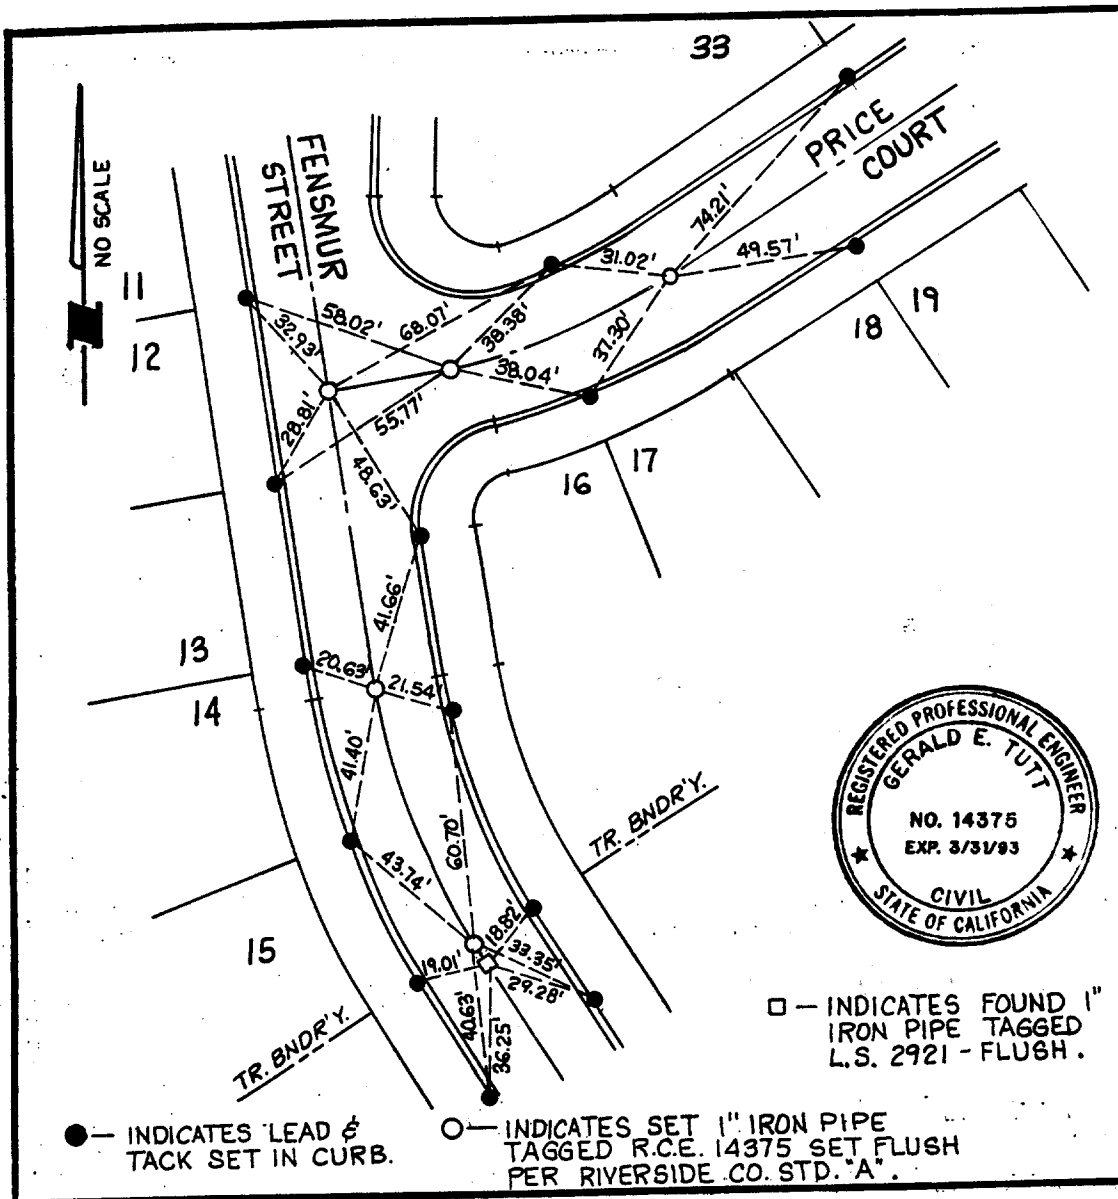 33
NO SCALE
FENSMUR
STREET
PRICE
COURT
74.21'
31.02'
49.57'
11
12
58.02'
68.07'
32.93'
38.38'
37.30'
38.04'
28.81'
55.77'
48.63'
19
18
17
16
41.66'
13
14
20.63'
21.54'
41.40'
60.70'
43.74'
TR. BNDR'Y.
15
18.82'
33.35'
19.01'
29.28'
40.63'
36.25'
TR. BNDR'Y.
REGISTERED PROFESSIONAL ENGINEER
GERALD E. TUTT
NO. 14375
EXP. 3/31/93
CIVIL
STATE OF CALIFORNIA
— INDICATES FOUND 1"
IRON PIPE TAGGED
L.S. 2921 - FLUSH.
— INDICATES LEAD &
TACK SET IN CURB.
— INDICATES SET 1" IRON PIPE
TAGGED R.C.E. 14375 SET FLUSH
PER RIVERSIDE CO. STD. "A".